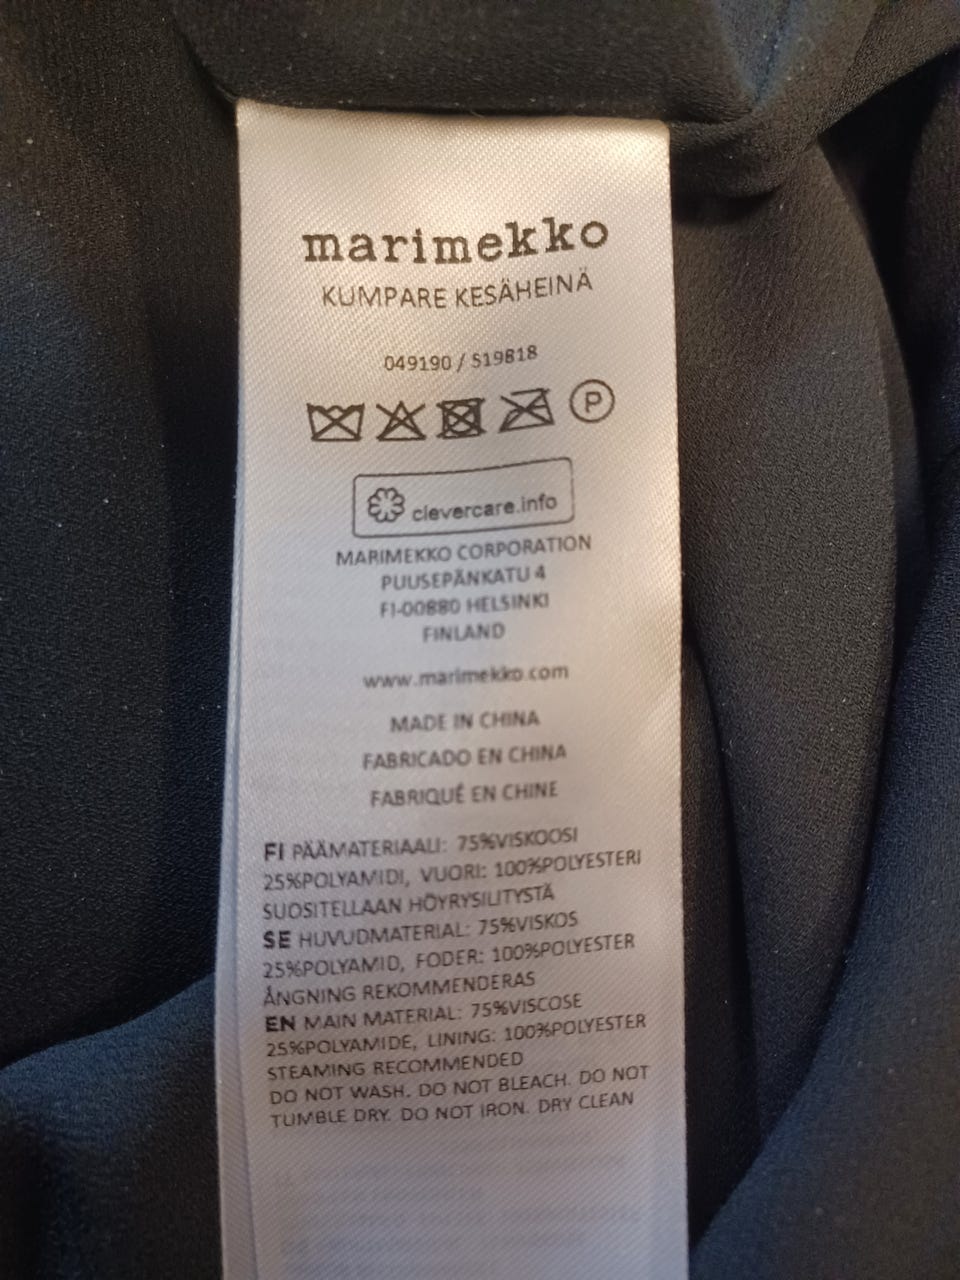 marimekko
KUMPARE KESÄHEINÄ
049190 / 519818
P
clevercare.info
MARIMEKKO CORPORATION
PUUSEPÄNKATU 4
FI-00880 HELSINKI
FINLAND
www.marimekko.com
MADE IN CHINA
FABRICADO EN CHINA
FABRIQUÉ EN CHINE
FI PÄÄMATERIAALI: 75%VISKOOSI
25%POLYAMIDI, VUORI: 100%POLYESTERI
SUOSITELLAAN HÖYRYSILITYSTÄ
SE HUVUDMATERIAL: 75%VISKOS
25%POLYAMID, FODER: 100%POLYESTER
ÅNGNING REKOMMENDERAS
EN MAIN MATERIAL: 75%VISCOSE
25%POLYAMIDE, LINING: 100%POLYESTER
STEAMING RECOMMENDED
DO NOT WASH. DO NOT BLEACH. DO NOT
TUMBLE DRY. DO NOT IRON. DRY CLEAN